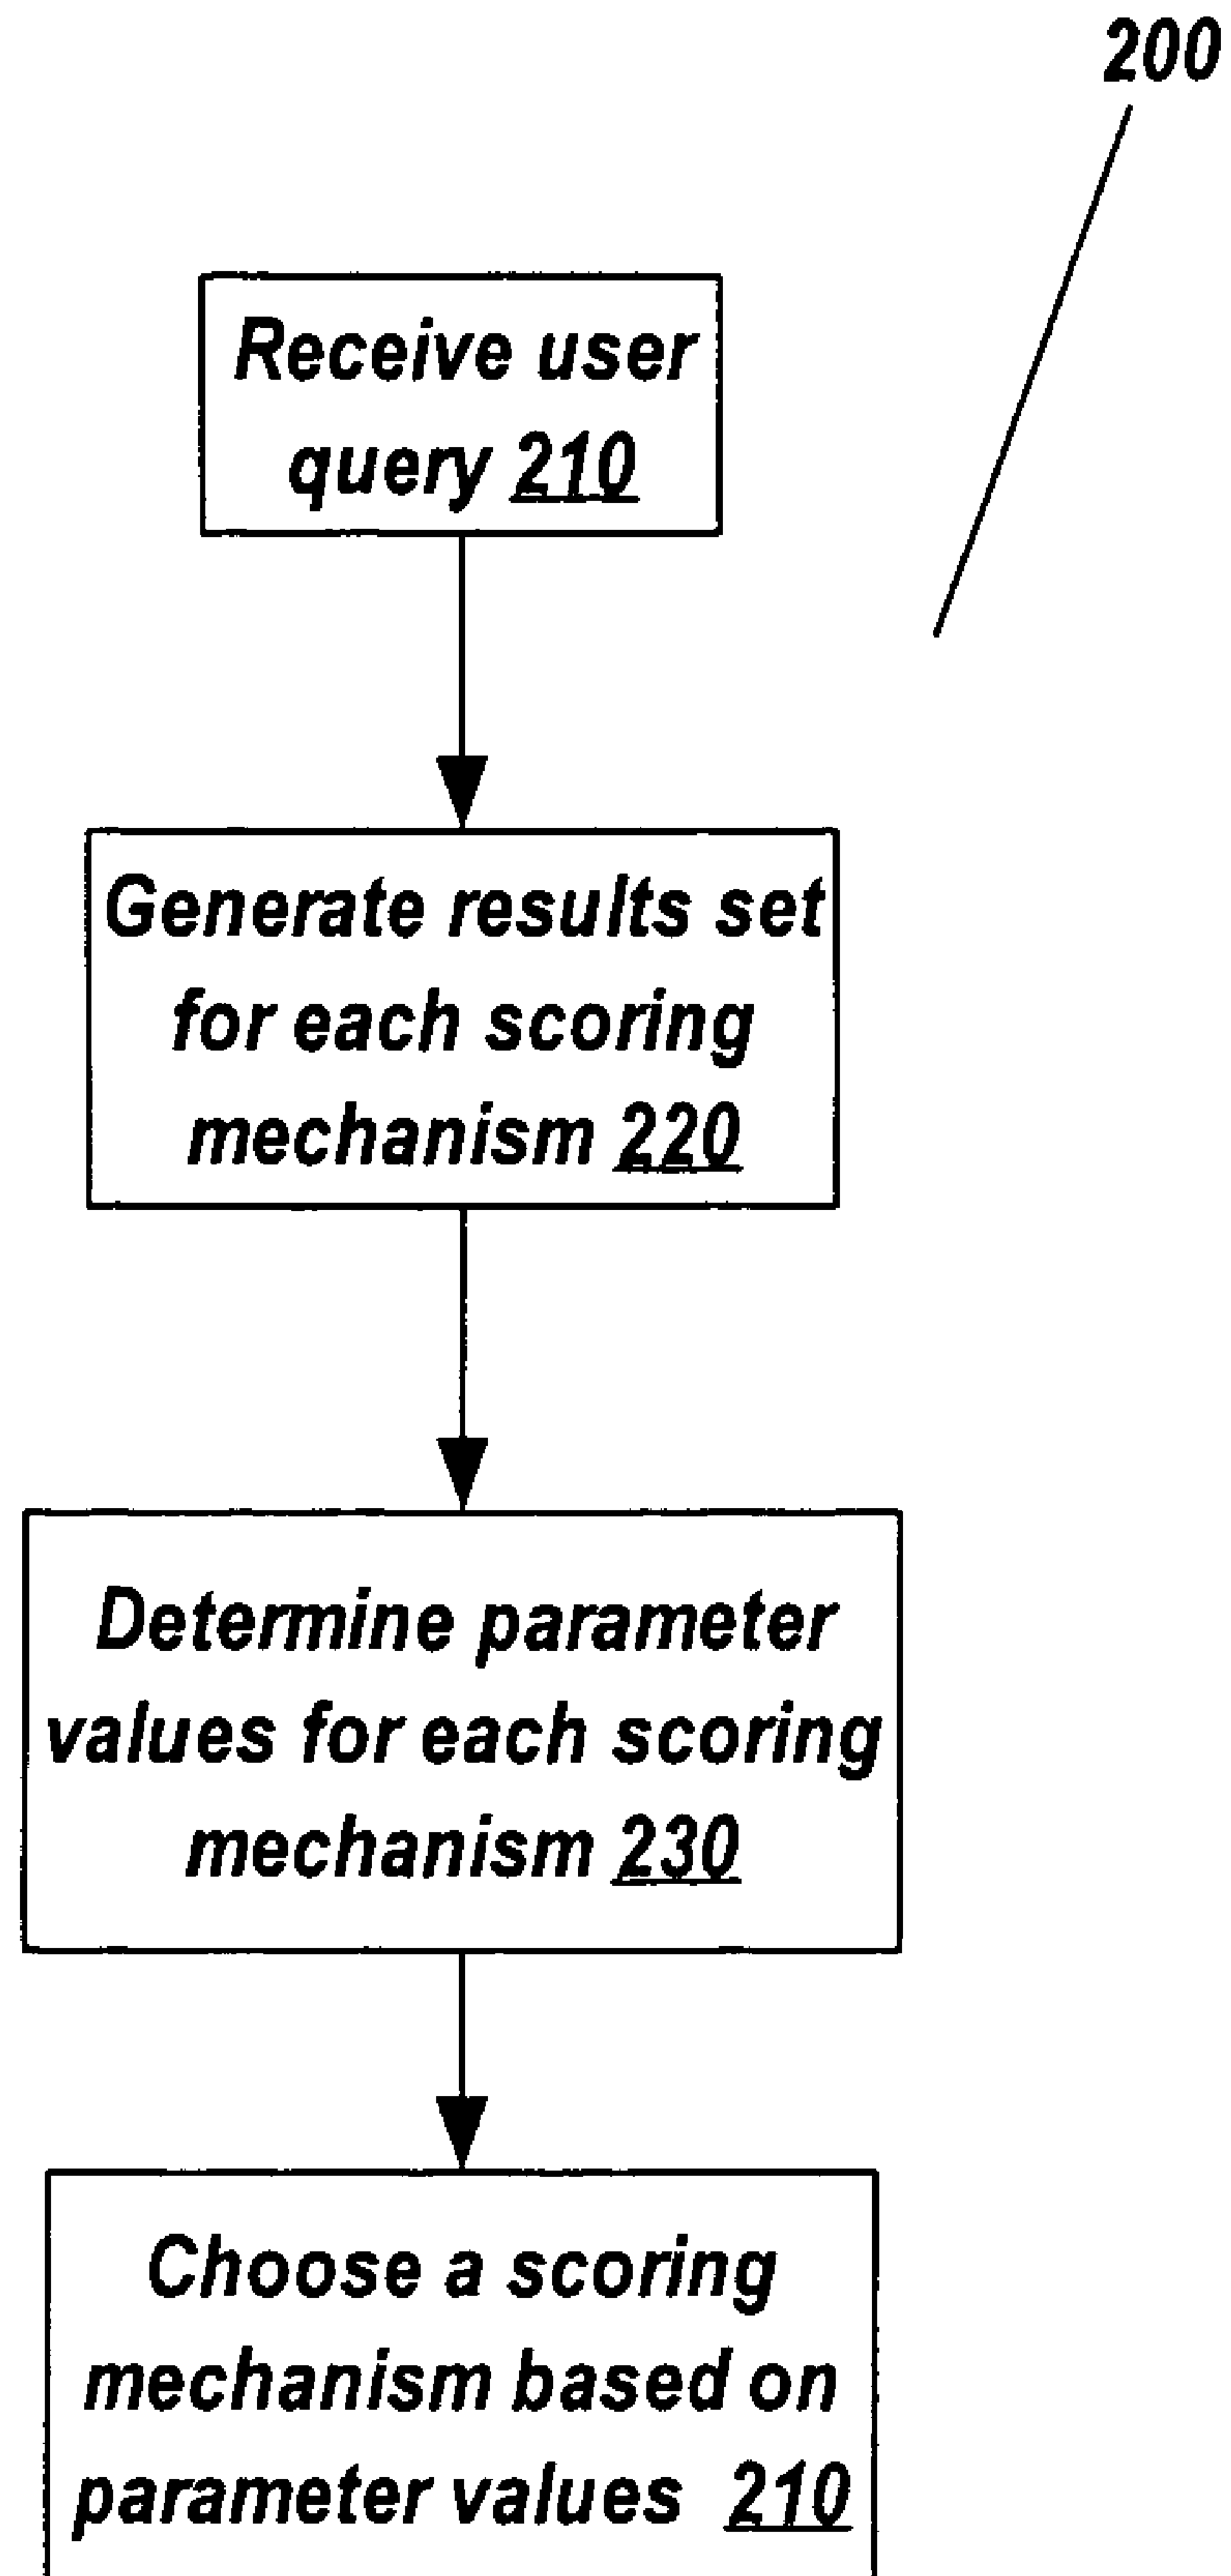 200
Receive user
query 210
Generate results set
for each scoring
mechanism 220
Determine parameter
values for each scoring
mechanism 230
Choose a scoring
mechanism based on
parameter values 210